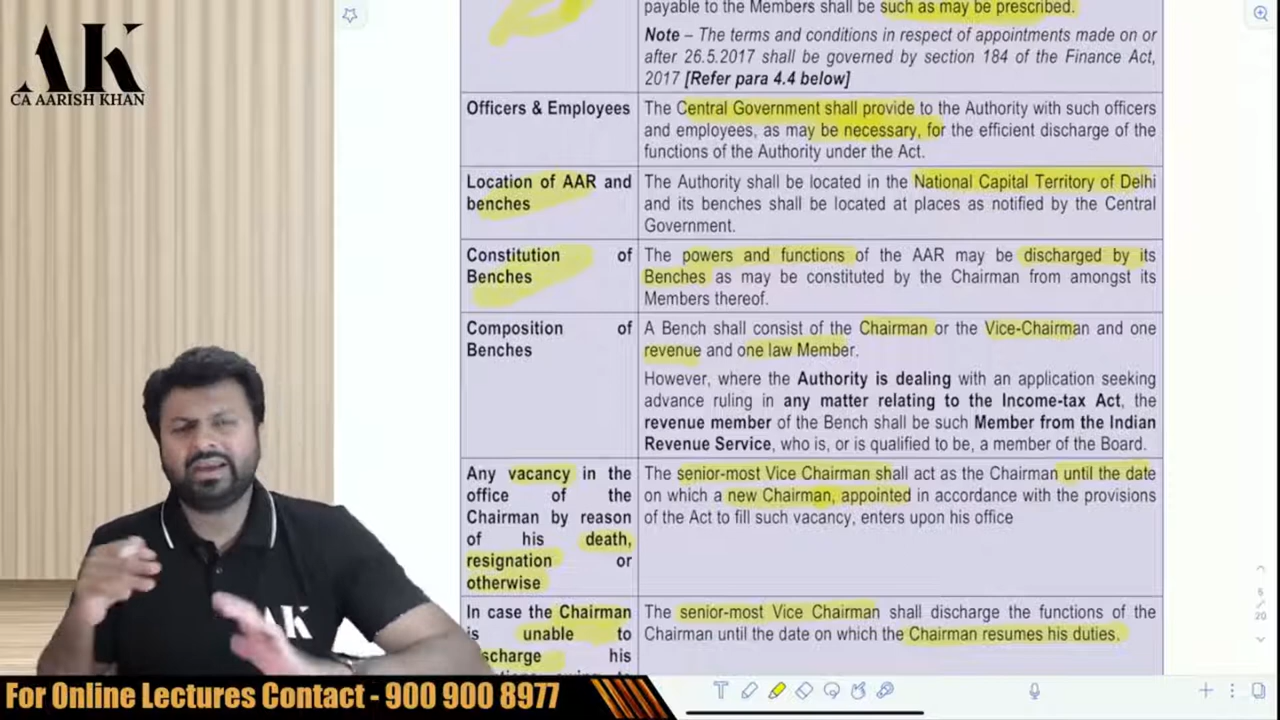 AK
CA AARISH KHAN
payable to the Members shall be such as may be prescribed.
Note – The terms and conditions in respect of appointments made on or
after 26.5.2017 shall be governed by section 184 of the Finance Act,
2017 [Refer para 4.4 below]
Officers & Employees
The Central Government shall provide to the Authority with such officers
and employees, as may be necessary, for the efficient discharge of the
functions of the Authority under the Act.
Location of AAR and
benches
The Authority shall be located in the National Capital Territory of Delhi
and its benches shall be located at places as notified by the Central
Government.
Constitution of
Benches
The powers and functions of the AAR may be discharged by its
Benches as may be constituted by the Chairman from amongst its
Members thereof.
Composition of
Benches
A Bench shall consist of the Chairman or the Vice-Chairman and one
revenue and one law Member.
However, where the Authority is dealing with an application seeking
advance ruling in any matter relating to the Income-tax Act, the
revenue member of the Bench shall be such Member from the Indian
Revenue Service, who is, or is qualified to be, a member of the Board.
Any vacancy in the
office of the
Chairman by reason
of his death,
resignation or
otherwise
The senior-most Vice Chairman shall act as the Chairman until the date
on which a new Chairman, appointed in accordance with the provisions
of the Act to fill such vacancy, enters upon his office
In case the Chairman
is unable to
scharge his
The senior-most Vice Chairman shall discharge the functions of the
Chairman until the date on which the Chairman resumes his duties.
AK
6
/
20
For Online Lectures Contact - 900 900 8977